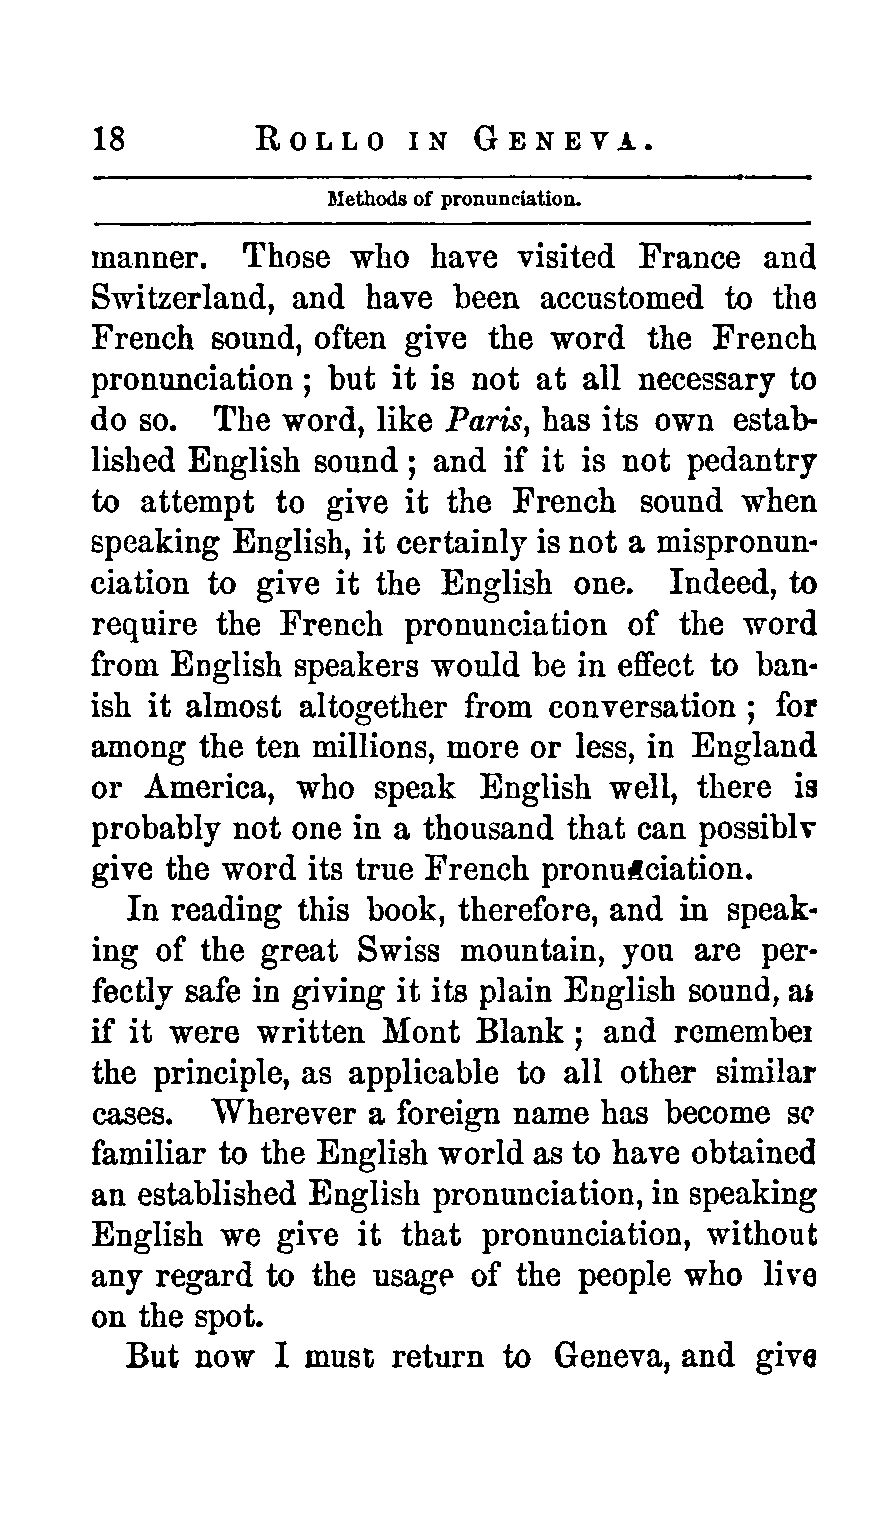 18 ROLLO IN GENEVA.
Methods of pronunciation.
manner. Those who have visited France and
Switzerland, and have been accustomed to the
French sound, often give the word the French
pronunciation ; but it is not at all necessary to
do so. The word, like Paris, has its own estab-
lished English sound ; and if it is not pedantry
to attempt to give it the French sound when
speaking English, it certainly is not a mispronun-
ciation to give it the English one. Indeed, to
require the French pronunciation of the word
from English speakers would be in effect to ban-
ish it almost altogether from conversation ; for
among the ten millions, more or less, in England
or America, who speak English well, there is
probably not one in a thousand that can possibly
give the word its true French pronunciation.
In reading this book, therefore, and in speak-
ing of the great Swiss mountain, you are per-
fectly safe in giving it its plain English sound, as
if it were written Mont Blank ; and remember
the principle, as applicable to all other similar
cases. Wherever a foreign name has become so
familiar to the English world as to have obtained
an established English pronunciation, in speaking
English we give it that pronunciation, without
any regard to the usage of the people who live
on the spot.
But now I must return to Geneva, and give